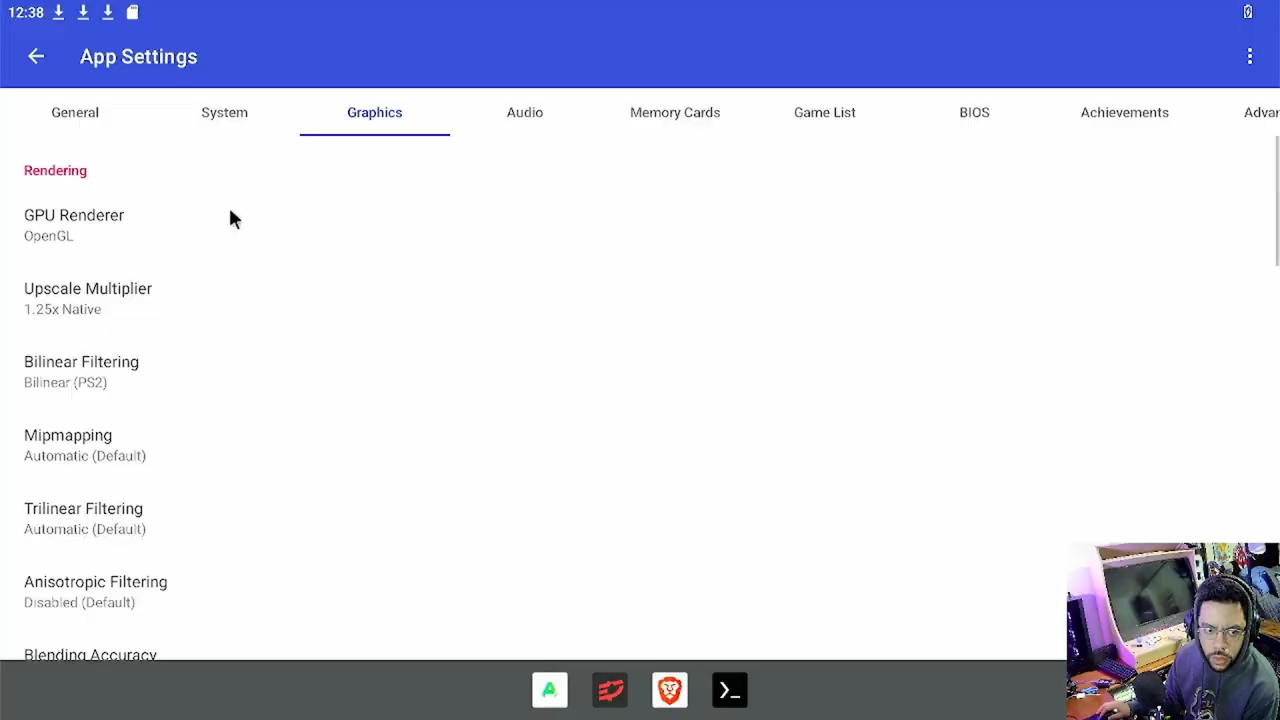 12:38
App Settings
General
System
Graphics
Audio
Memory Cards
Game List
BIOS
Achievements
Advan
Rendering
GPU Renderer
OpenGL
Upscale Multiplier
1.25x Native
Bilinear Filtering
Bilinear (PS2)
Mipmapping
Automatic (Default)
Trilinear Filtering
Automatic (Default)
Anisotropic Filtering
Disabled (Default)
Blending Accuracy